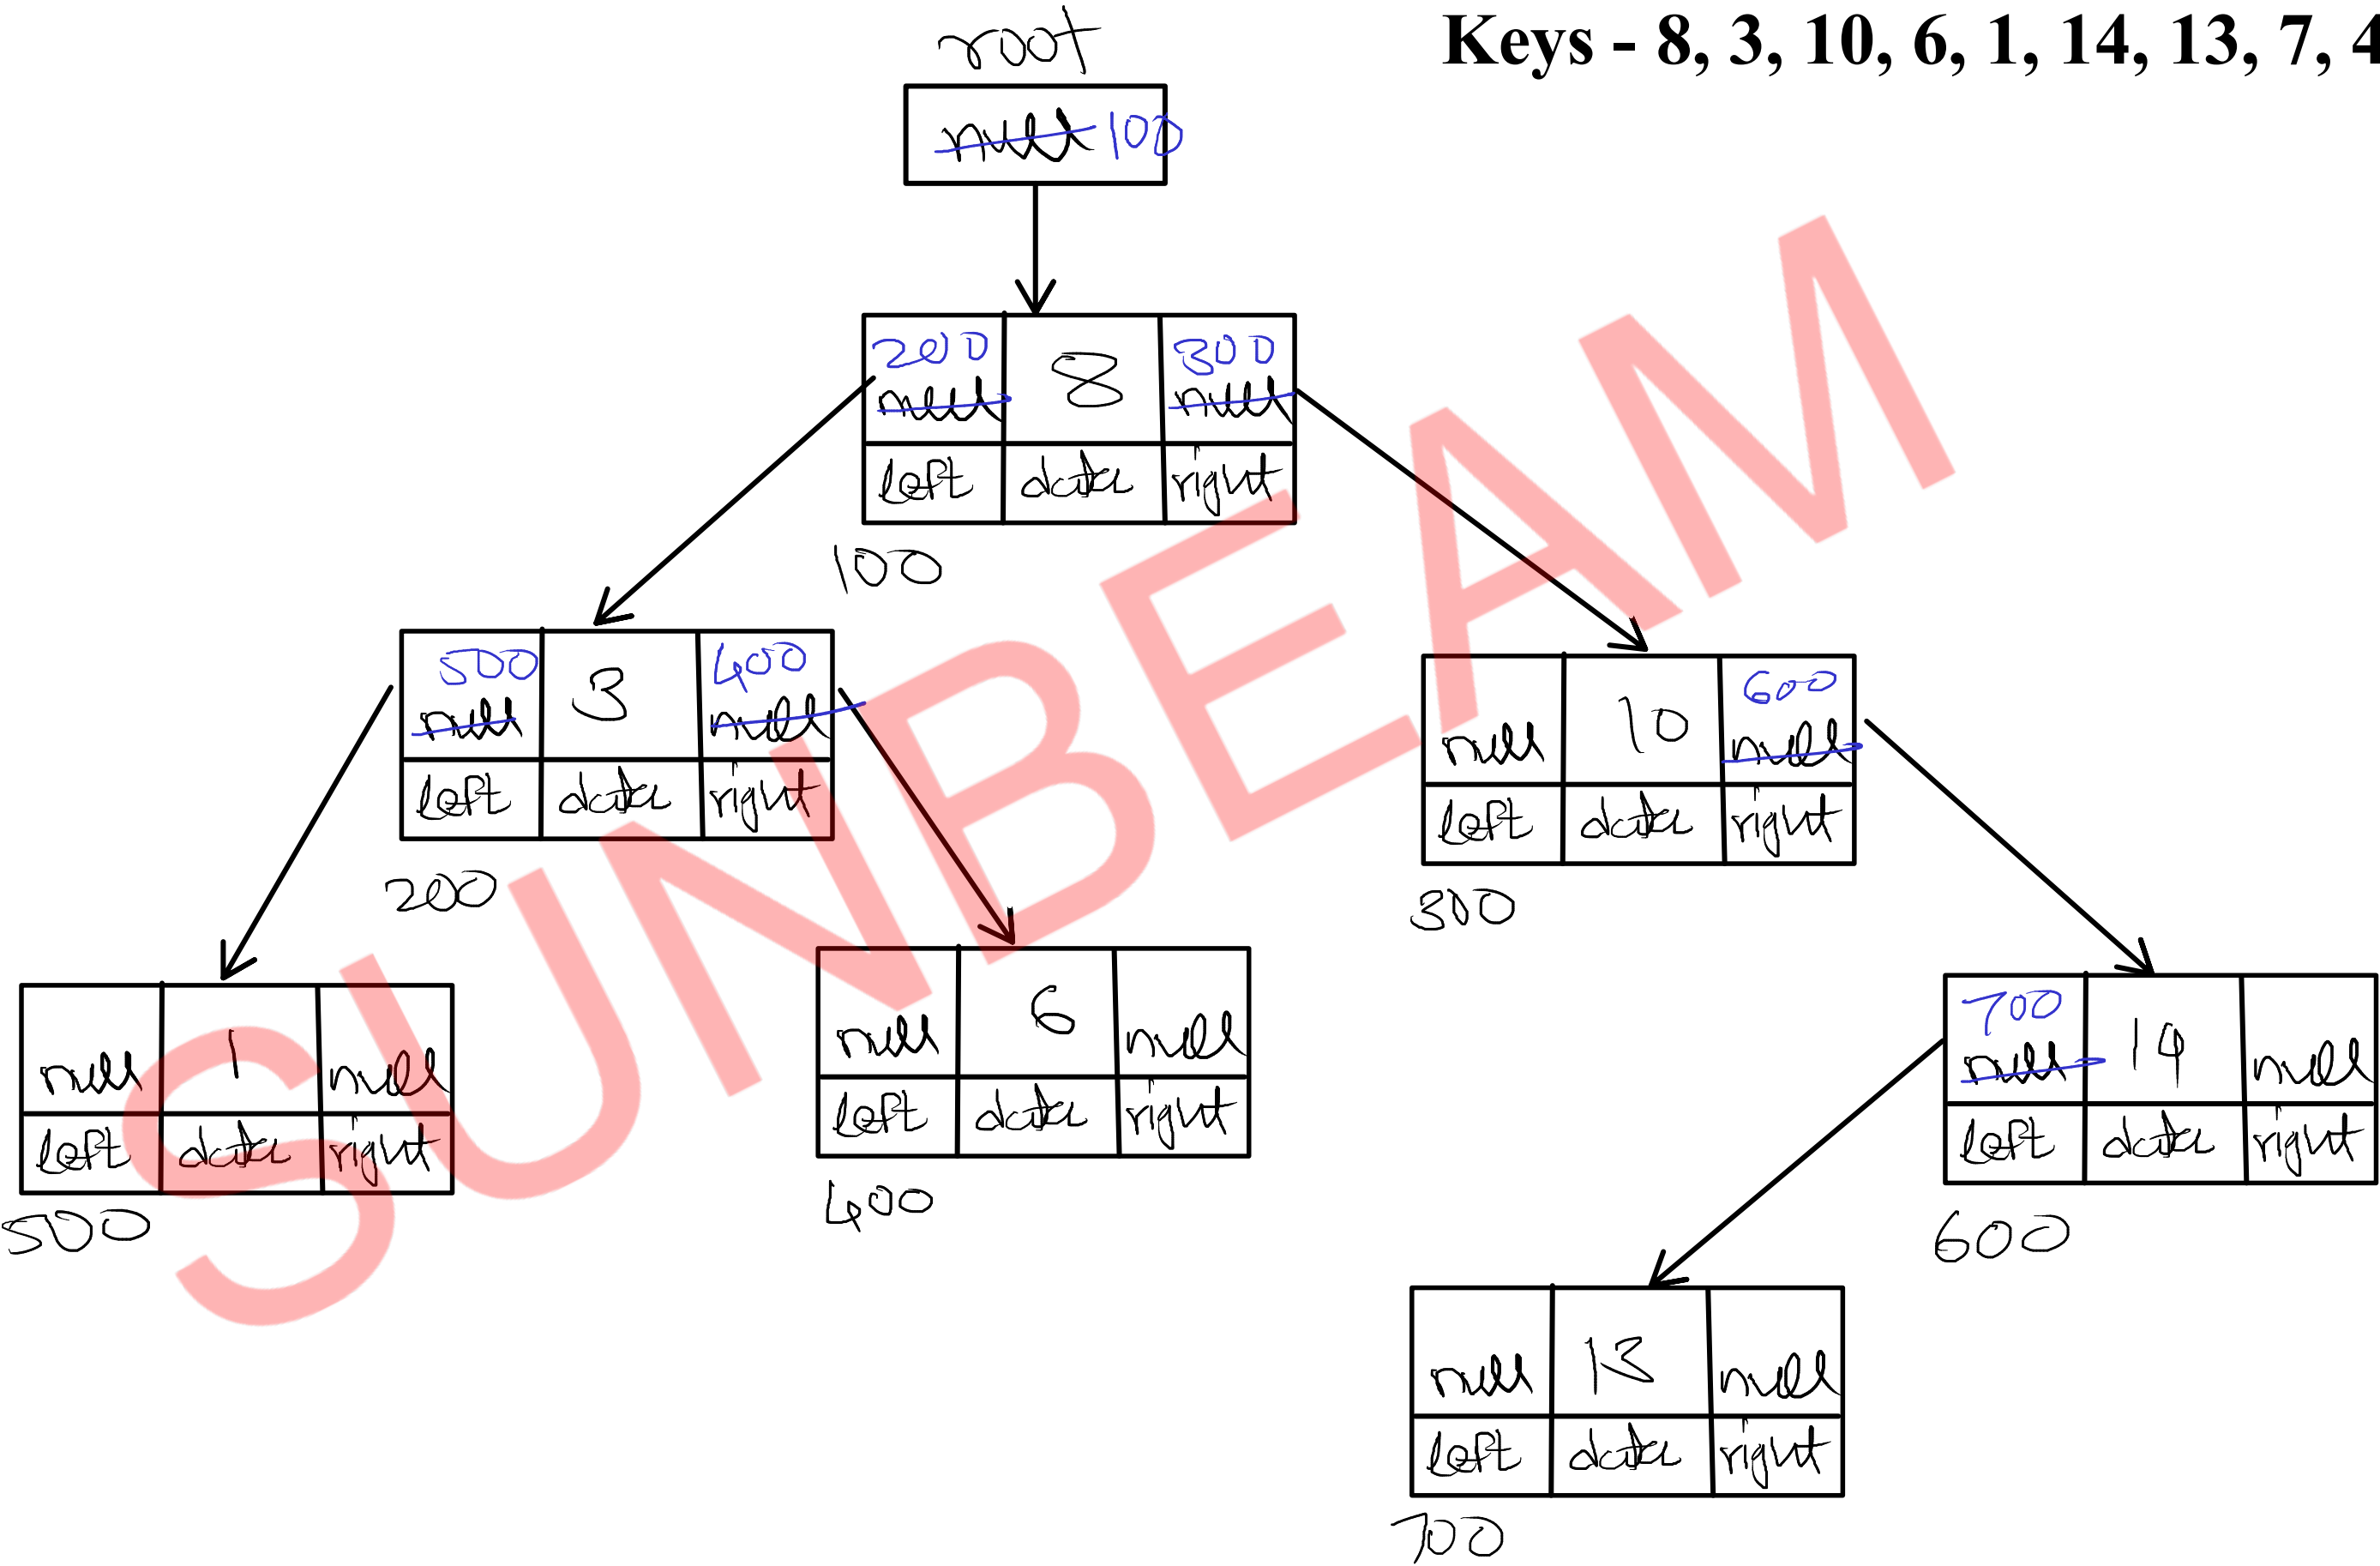 root
Keys - 8, 3, 10, 6, 1, 14, 13, 7, 4
null 100
200 8 300
null null
left data right
100
500 3 400
null null
left data right
200
10 600
null null
left data right
300
null 1 null
left data right
500
null 6 null
left data right
400
700 14
null null
left data right
600
null 13 null
left data right
700
SUNBEAM